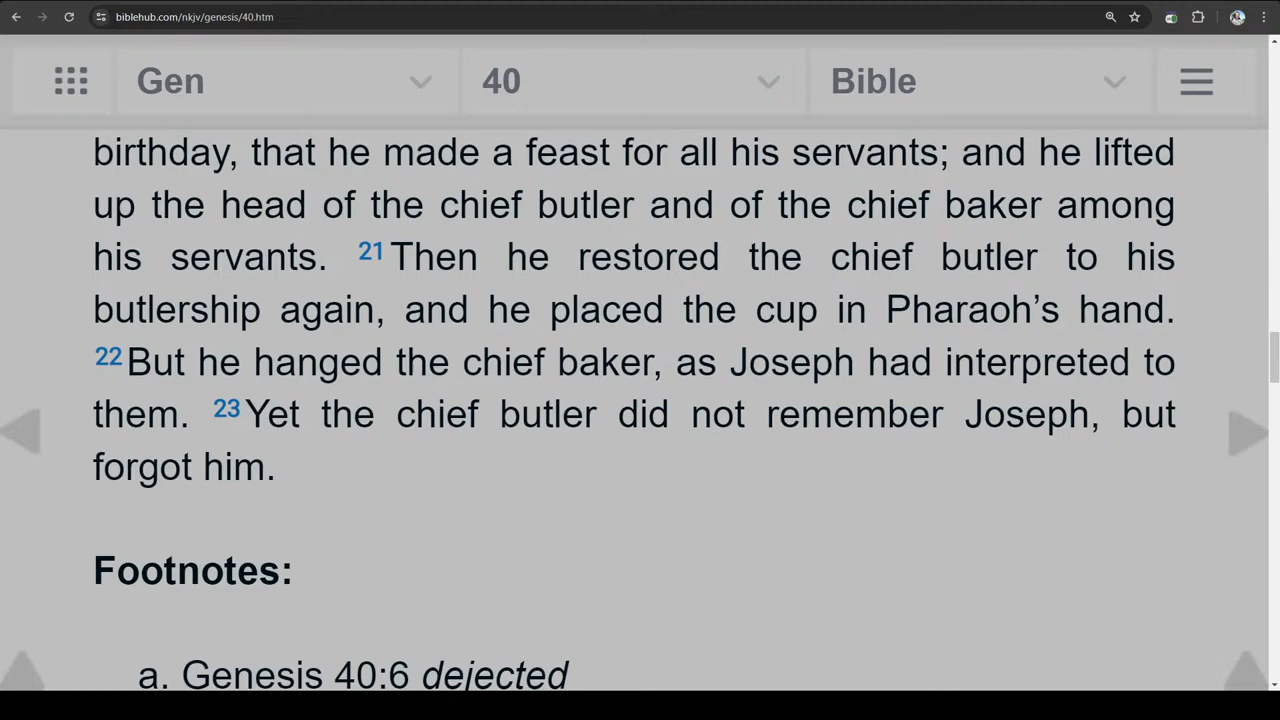 biblehub.com/nkjv/genesis/40.htm
Gen 40 Bible
birthday, that he made a feast for all his servants; and he lifted
up the head of the chief butler and of the chief baker among
his servants. 21 Then he restored the chief butler to his
butlership again, and he placed the cup in Pharaoh’s hand.
22 But he hanged the chief baker, as Joseph had interpreted to
them. 23 Yet the chief butler did not remember Joseph, but
forgot him.
Footnotes:
a. Genesis 40:6 dejected